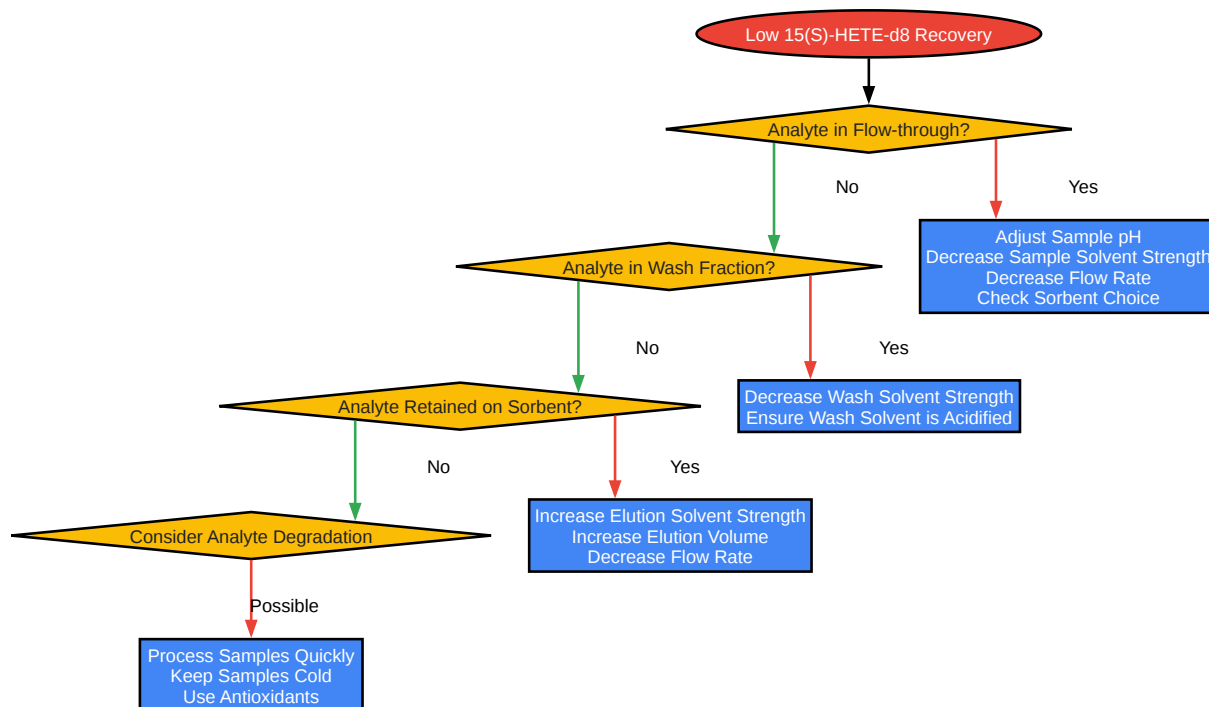 Low 15(S)-HETE-d8 Recovery
Analyte in Flow-through?
No
Yes
Adjust Sample pH
Decrease Sample Solvent Strength
Decrease Flow Rate
Check Sorbent Choice
Analyte in Wash Fraction?
No
Yes
Decrease Wash Solvent Strength
Ensure Wash Solvent is Acidified
Analyte Retained on Sorbent?
No
Yes
Increase Elution Solvent Strength
Increase Elution Volume
Decrease Flow Rate
Consider Analyte Degradation
Possible
Process Samples Quickly
Keep Samples Cold
Use Antioxidants